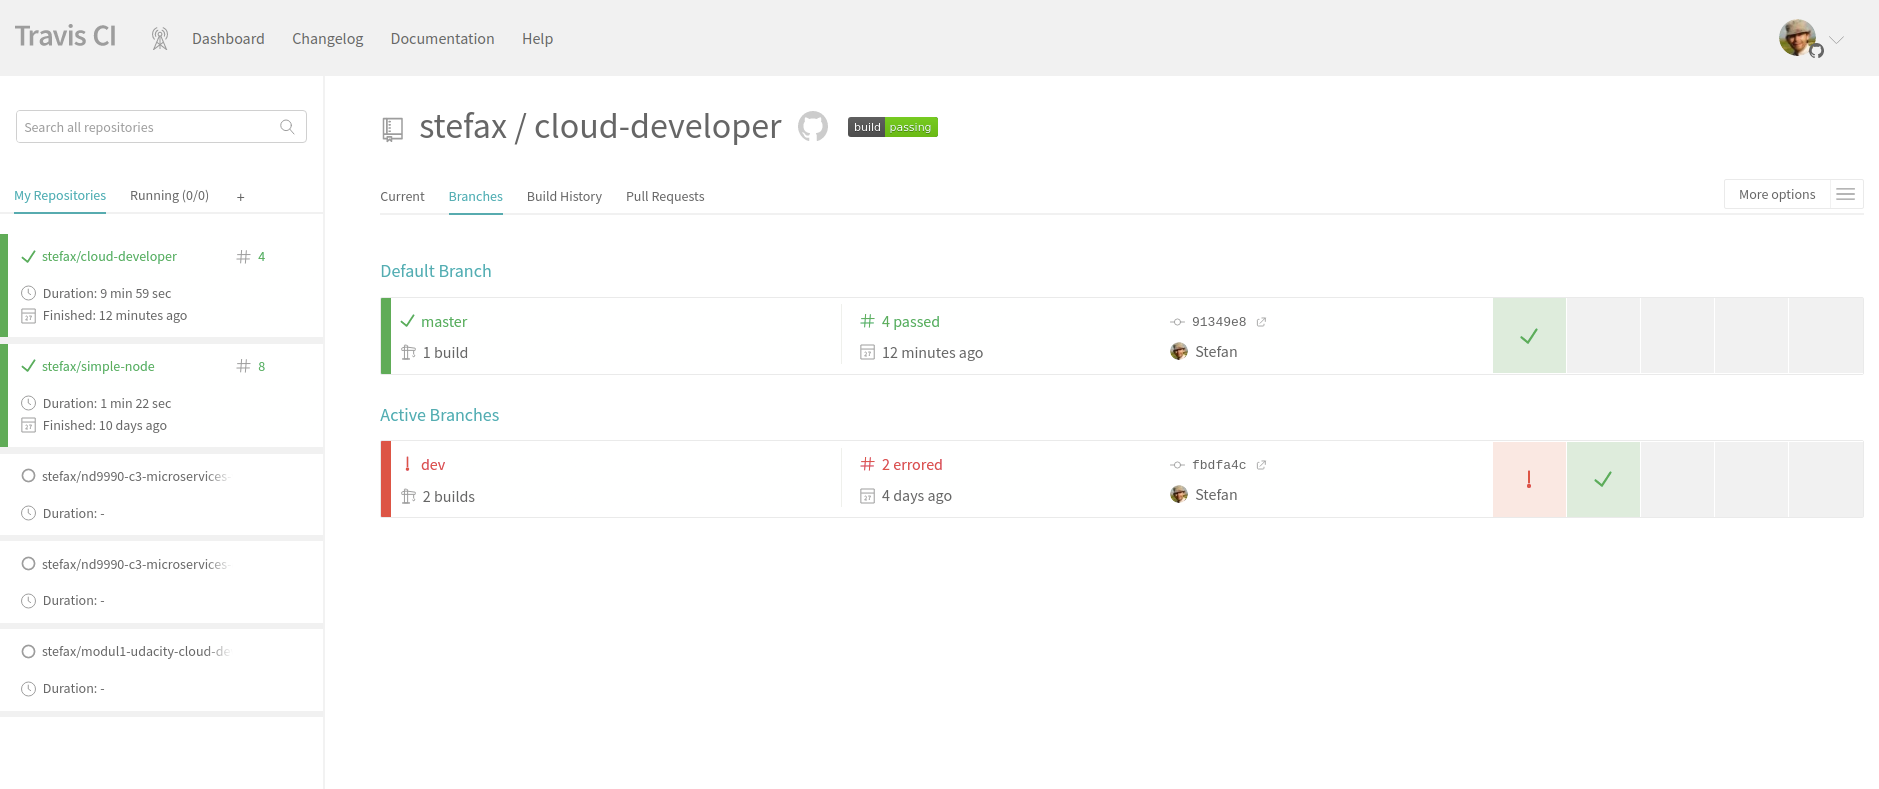 Travis CI
Dashboard Changelog Documentation Help
Search all repositories
My Repositories Running (0/0) +
stefax/cloud-developer # 4
Duration: 9 min 59 sec
27 Finished: 12 minutes ago
stefax/simple-node # 8
Duration: 1 min 22 sec
27 Finished: 10 days ago
stefax/nd9990-c3-microservices-
Duration: -
stefax/nd9990-c3-microservices-
Duration: -
stefax/modul1-udacity-cloud-de
Duration: -
stefax / cloud-developer build passing
Current Branches Build History Pull Requests More options
Default Branch
master # 4 passed 91349e8
1 build 27 12 minutes ago Stefan
Active Branches
! dev # 2 errored fbdfa4c !
2 builds 27 4 days ago Stefan